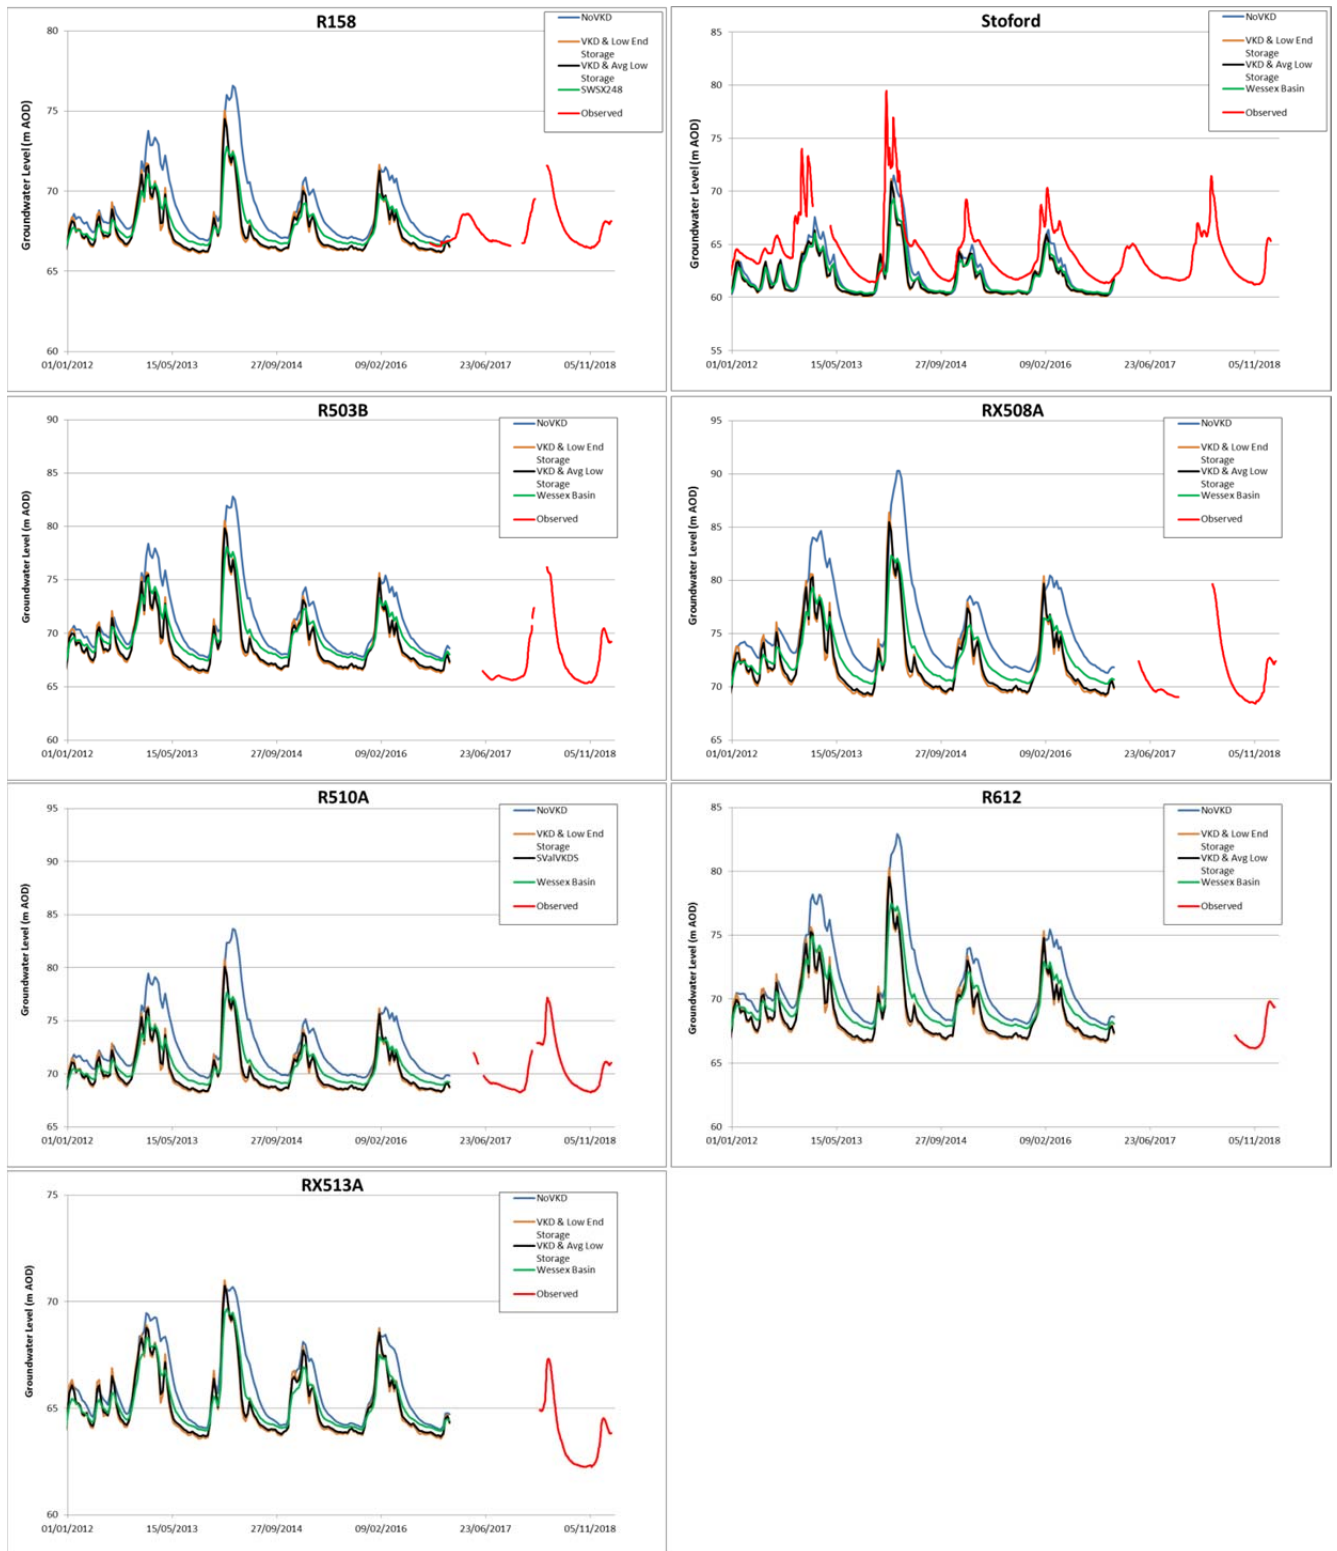 R158
Groundwater Level (m AOD)
80
75
70
65
60
01/01/2012 15/05/2013 27/09/2014 09/02/2016 23/06/2017 05/11/2018
NoVKD
VKD & Low End
Storage
VKD & Avg Low
Storage
SWSX248
Observed
Stoford
Groundwater Level (m AOD)
85
80
75
70
65
60
55
01/01/2012 15/05/2013 27/09/2014 09/02/2016 23/06/2017 05/11/2018
NoVKD
VKD & Low End
Storage
VKD & Avg Low
Storage
Wessex Basin
Observed
R503B
Groundwater Level (m AOD)
90
85
80
75
70
65
60
01/01/2012 15/05/2013 27/09/2014 09/02/2016 23/06/2017 05/11/2018
NoVKD
VKD & Low End
Storage
VKD & Avg Low
Storage
Wessex Basin
Observed
RX508A
Groundwater Level (m AOD)
95
90
85
80
75
70
65
01/01/2012 15/05/2013 27/09/2014 09/02/2016 23/06/2017 05/11/2018
NoVKD
VKD & Low End
Storage
VKD & Avg Low
Storage
Wessex Basin
Observed
R510A
Groundwater Level (m AOD)
95
90
85
80
75
70
65
01/01/2012 15/05/2013 27/09/2014 09/02/2016 23/06/2017 05/11/2018
NoVKD
VKD & Low End
Storage
SValVKDS
Wessex Basin
Observed
R612
Groundwater Level (m AOD)
85
80
75
70
65
60
01/01/2012 15/05/2013 27/09/2014 09/02/2016 23/06/2017 05/11/2018
NoVKD
VKD & Low End
Storage
VKD & Avg Low
Storage
Wessex Basin
Observed
RX513A
Groundwater Level (m AOD)
75
70
65
60
01/01/2012 15/05/2013 27/09/2014 09/02/2016 23/06/2017 05/11/2018
NoVKD
VKD & Low End
Storage
VKD & Avg Low
Storage
Wessex Basin
Observed